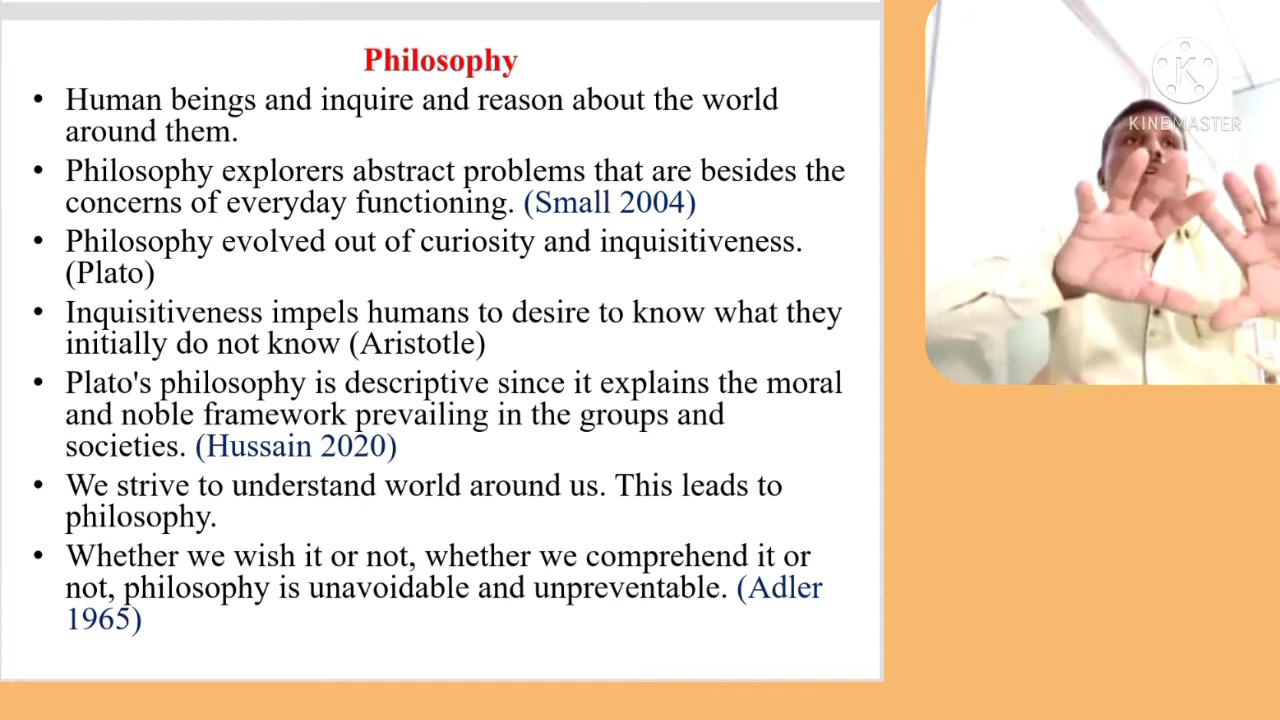 Philosophy
• Human beings and inquire and reason about the world
around them.
• Philosophy explorers abstract problems that are besides the
concerns of everyday functioning. (Small 2004)
• Philosophy evolved out of curiosity and inquisitiveness.
(Plato)
• Inquisitiveness impels humans to desire to know what they
initially do not know (Aristotle)
• Plato's philosophy is descriptive since it explains the moral
and noble framework prevailing in the groups and
societies. (Hussain 2020)
• We strive to understand world around us. This leads to
philosophy.
• Whether we wish it or not, whether we comprehend it or
not, philosophy is unavoidable and unpreventable. (Adler
1965)
K
KINEMASTER